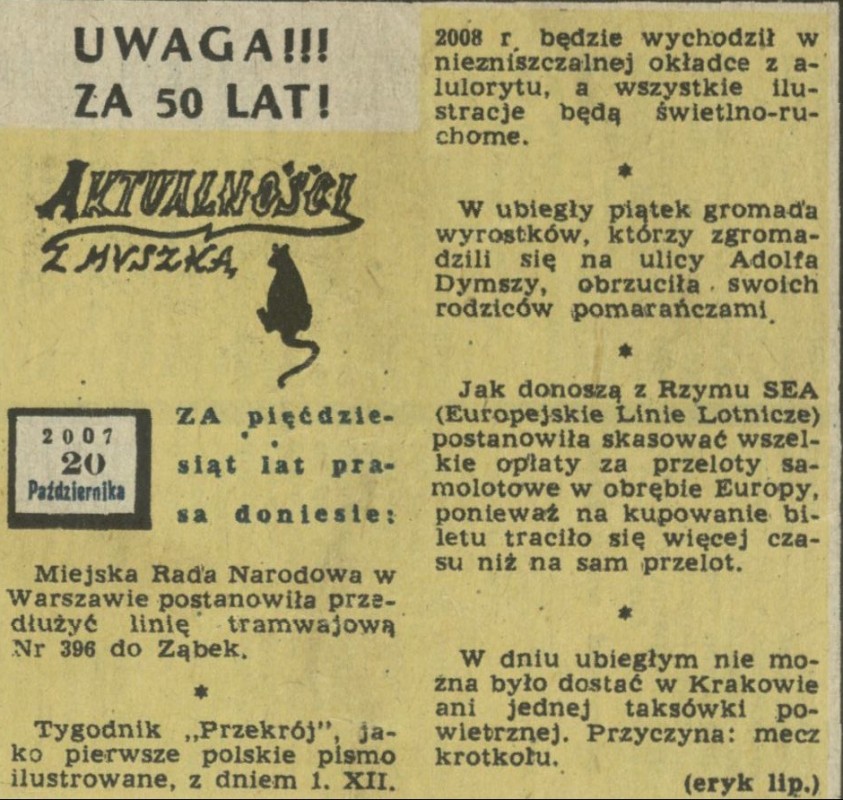 UWAGA!!!
ZA 50 LAT!
AKTUALNOŚCI
Z MYSZKĄ
2007
20
Października
ZA pięćdzie-
siąt lat pra-
sa doniesie:
Miejska Rada Narodowa w
Warszawie postanowiła prze-
dłużyć linię tramwajową
Nr 396 do Ząbek.
*
Tygodnik „Przekrój”, ja-
ko pierwsze polskie pismo
ilustrowane, z dniem 1. XII.
2008 r. będzie wychodził w
niezniszczalnej okładce z a-
lulorytu, a wszystkie ilu-
stracje będą świetlno-ru-
chome.
*
W ubiegły piątek gromada
wyrostków, którzy zgroma-
dzili się na ulicy Adolfa
Dymszy, obrzuciła swoich
rodziców pomarańczami.
*
Jak donoszą z Rzymu SEA
(Europejskie Linie Lotnicze)
postanowiła skasować wszel-
kie opłaty za przeloty sa-
molotowe w obrębie Europy,
ponieważ na kupowanie bi-
letu traciło się więcej cza-
su niż na sam przelot.
*
W dniu ubiegłym nie mo-
żna było dostać w Krakowie
ani jednej taksówki po-
wietrznej. Przyczyna: mecz
krotkołu.
(eryk lip.)